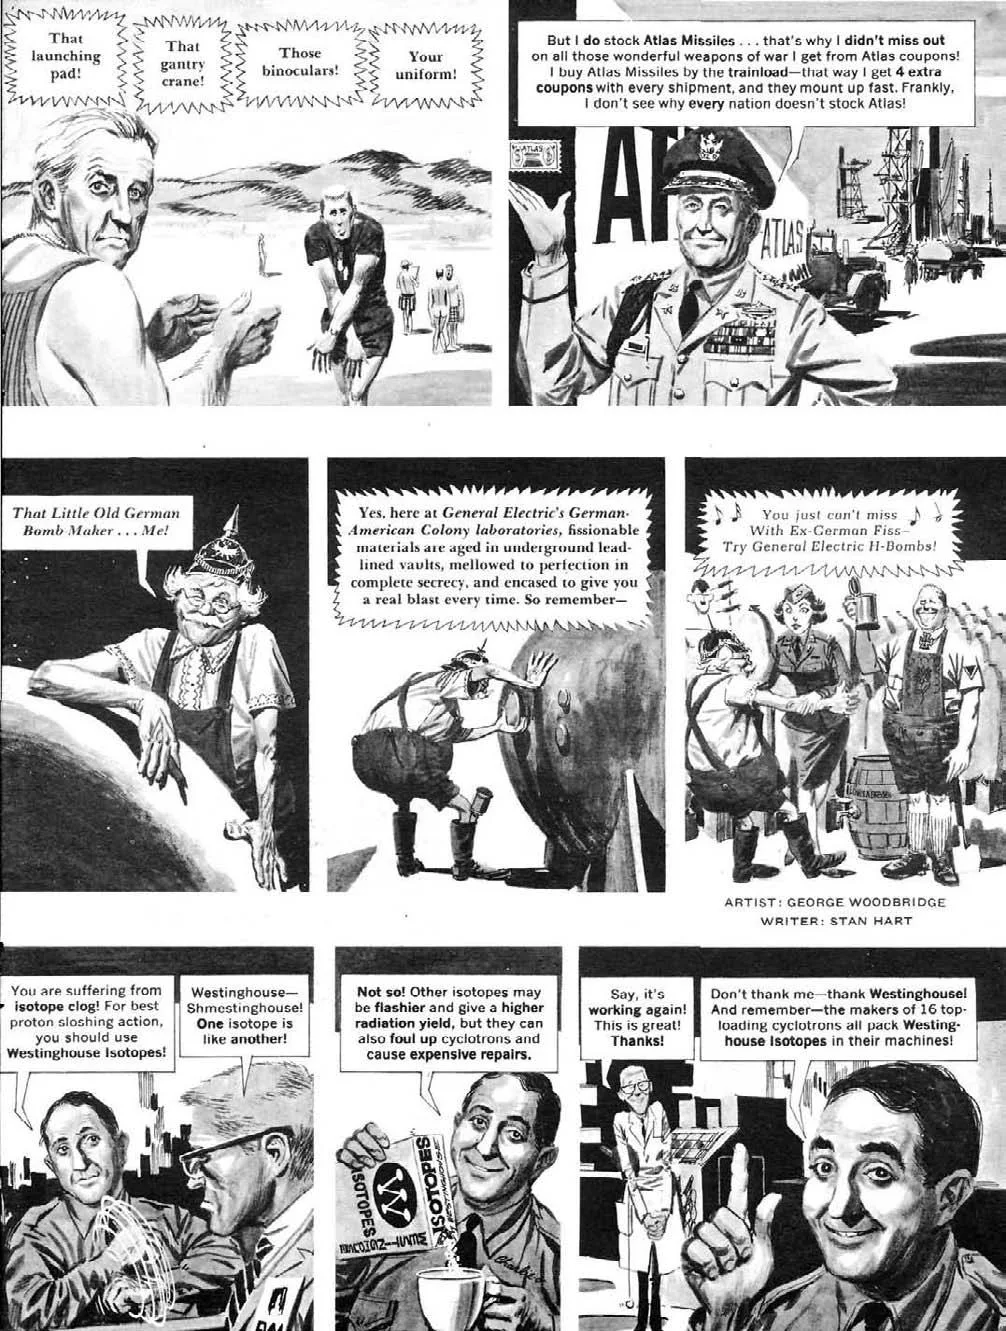 That
launching
pad!
That
gantry
crane!
Those
binoculars!
Your
uniform!
But I do stock Atlas Missiles . . . that's why I didn't miss out
on all those wonderful weapons of war I get from Atlas coupons!
I buy Atlas Missiles by the trainload—that way I get 4 extra
coupons with every shipment, and they mount up fast. Frankly,
I don't see why every nation doesn't stock Atlas!
ATLAS
AT
ATLAS
That Little Old German
Bomb Maker . . . Me!
Yes, here at General Electric's German-
American Colony laboratories, fissionable
materials are aged in underground lead-
lined vaults, mellowed to perfection in
complete secrecy, and encased to give you
a real blast every time. So remember—
You just can't miss
With Ex-German Fiss—
Try General Electric H-Bombs!
ARTIST: GEORGE WOODBRIDGE
WRITER: STAN HART
You are suffering from
isotope clog! For best
proton sloshing action,
you should use
Westinghouse Isotopes!
Westinghouse—
Shmestinghouse!
One isotope is
like another!
Not so! Other isotopes may
be flashier and give a higher
radiation yield, but they can
also foul up cyclotrons and
cause expensive repairs.
ISOTOPES
W
ISOTOPES
Say, it's
working again!
This is great!
Thanks!
Don't thank me—thank Westinghouse!
And remember—the makers of 16 top-
loading cyclotrons all pack Westing-
house Isotopes in their machines!